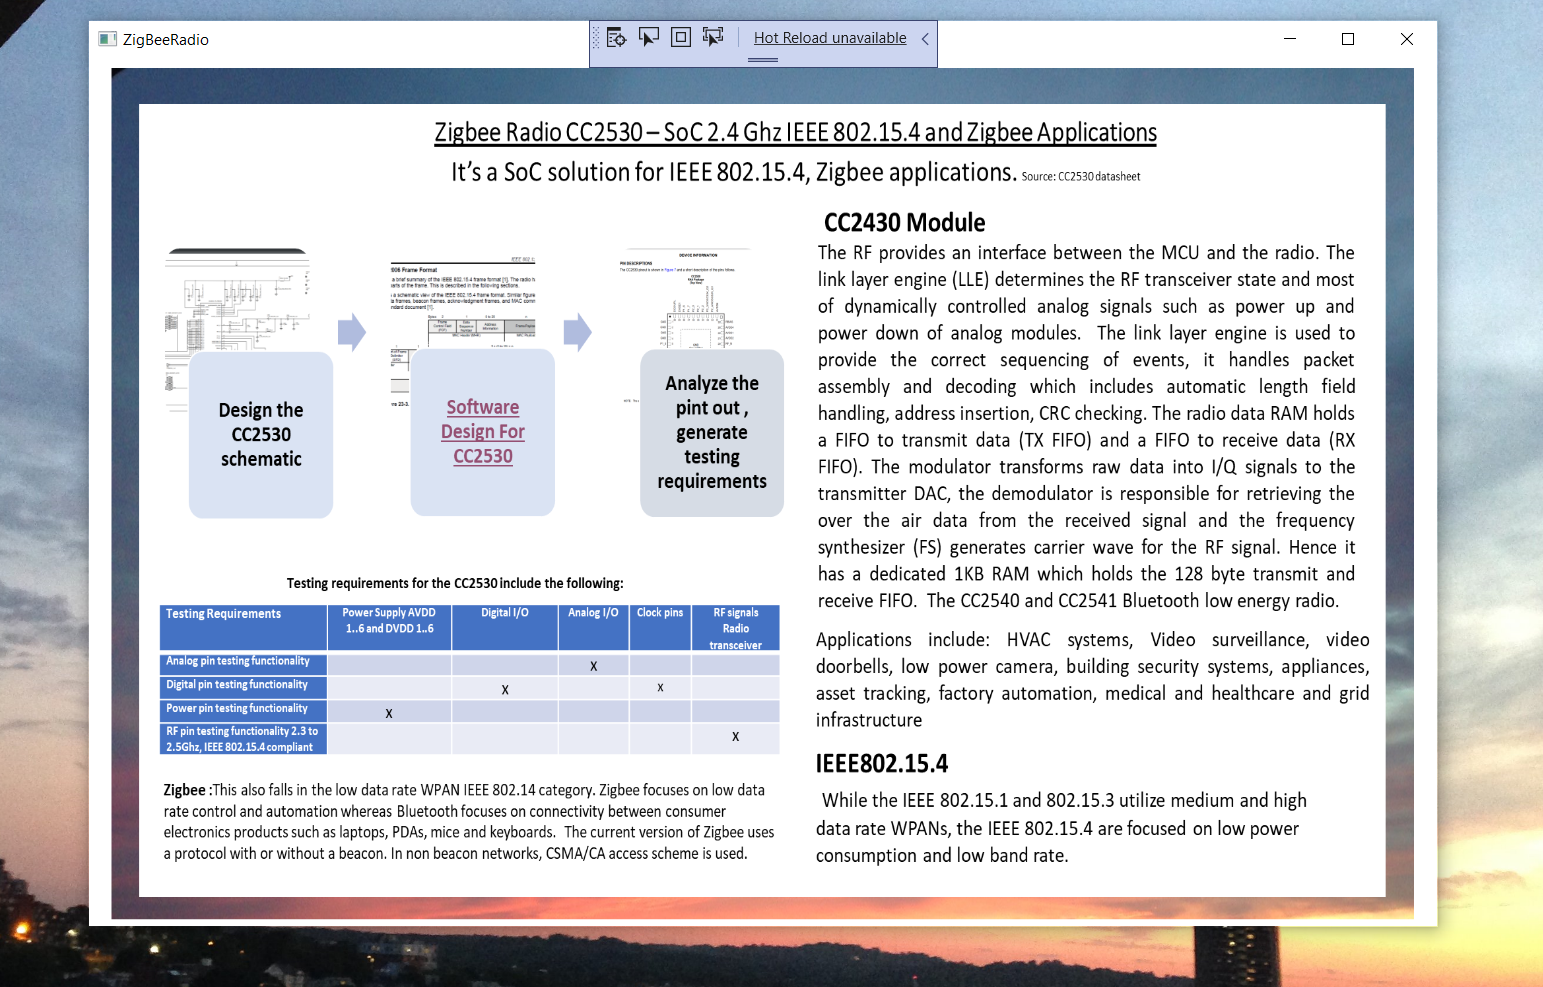 ZigBeeRadio
Hot Reload unavailable
Zigbee Radio CC2530 – SoC 2.4 Ghz IEEE 802.15.4 and Zigbee Applications
It’s a SoC solution for IEEE 802.15.4, Zigbee applications. Source: CC2530 datasheet
Design the
CC2530
schematic
Software
Design For
CC2530
DEVICE INFORMATION
PIN DESCRIPTIONS
Analyze the
pint out ,
generate
testing
requirements
Testing requirements for the CC2530 include the following:
Testing Requirements Power Supply AVDD Digital I/O Analog I/O Clock pins RF signals
1..6 and DVDD 1..6 Radio
transceiver
Analog pin testing functionality X
Digital pin testing functionality X X
Power pin testing functionality X
RF pin testing functionality 2.3 to X
2.5Ghz, IEEE 802.15.4 compliant
Zigbee :This also falls in the low data rate WPAN IEEE 802.14 category. Zigbee focuses on low data
rate control and automation whereas Bluetooth focuses on connectivity between consumer
electronics products such as laptops, PDAs, mice and keyboards. The current version of Zigbee uses
a protocol with or without a beacon. In non beacon networks, CSMA/CA access scheme is used.
CC2430 Module
The RF provides an interface between the MCU and the radio. The
link layer engine (LLE) determines the RF transceiver state and most
of dynamically controlled analog signals such as power up and
power down of analog modules. The link layer engine is used to
provide the correct sequencing of events, it handles packet
assembly and decoding which includes automatic length field
handling, address insertion, CRC checking. The radio data RAM holds
a FIFO to transmit data (TX FIFO) and a FIFO to receive data (RX
FIFO). The modulator transforms raw data into I/Q signals to the
transmitter DAC, the demodulator is responsible for retrieving the
over the air data from the received signal and the frequency
synthesizer (FS) generates carrier wave for the RF signal. Hence it
has a dedicated 1KB RAM which holds the 128 byte transmit and
receive FIFO. The CC2540 and CC2541 Bluetooth low energy radio.
Applications include: HVAC systems, Video surveillance, video
doorbells, low power camera, building security systems, appliances,
asset tracking, factory automation, medical and healthcare and grid
infrastructure
IEEE802.15.4
While the IEEE 802.15.1 and 802.15.3 utilize medium and high
data rate WPANs, the IEEE 802.15.4 are focused on low power
consumption and low band rate.